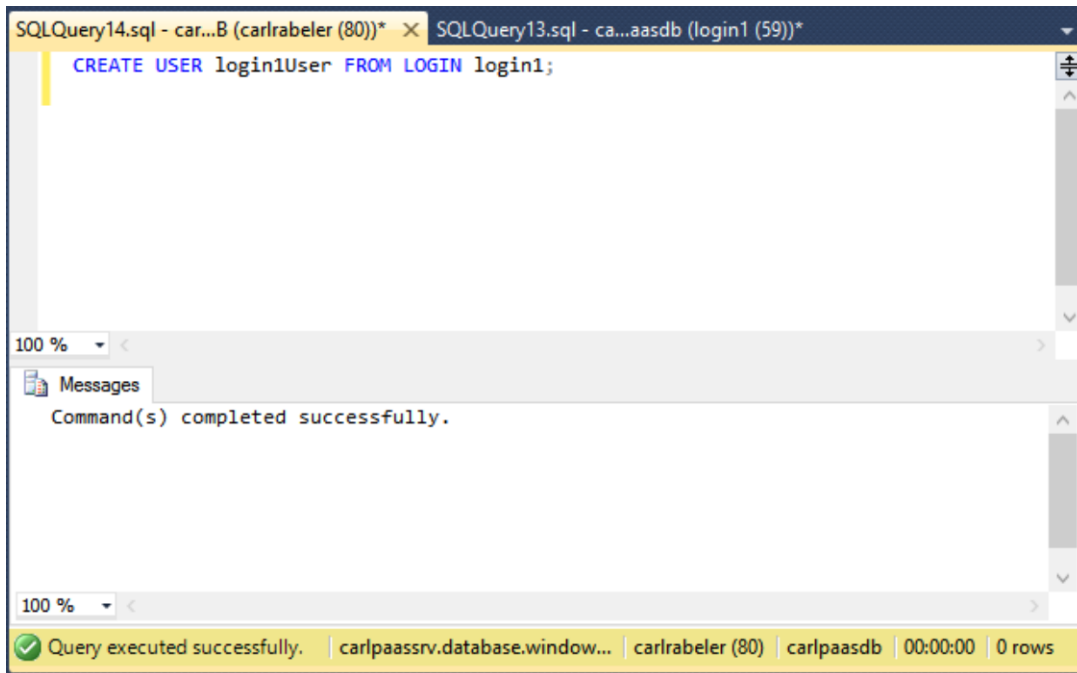 SQLQuery14.sql - car...B (carlrabeler (80))* SQLQuery13.sql - ca...aasdb (login1 (59))*
CREATE USER login1User FROM LOGIN login1;
100 %
Messages
Command(s) completed successfully.
100 %
Query executed successfully. carlpaassrv.database.window... carlrabeler (80) carlpaasdb 00:00:00 0 rows